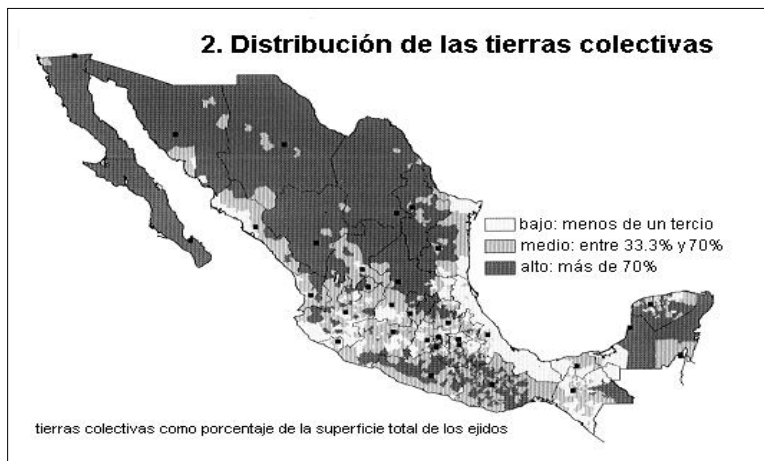 2. Distribución de las tierras colectivas
bajo: menos de un tercio
medio: entre 33.3% y 70%
alto: más de 70%
tierras colectivas como porcentaje de la superficie total de los ejidos